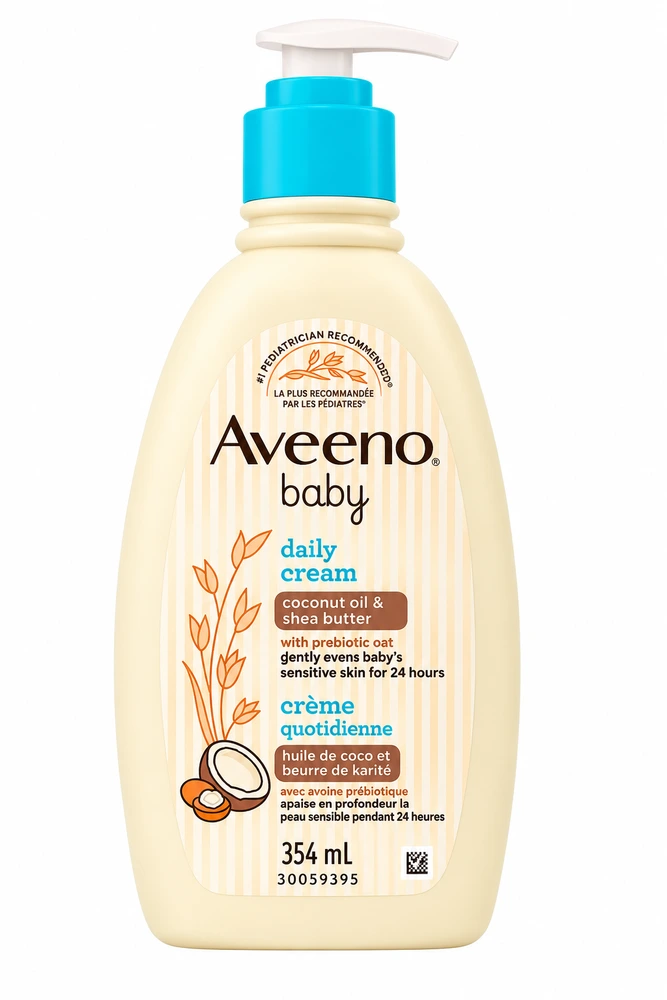 #1 PEDIATRICIAN RECOMMENDED®
LA PLUS RECOMMANDÉE
PAR LES PÉDIATRES®
Aveeno®
baby
daily
cream
coconut oil &
shea butter
with prebiotic oat
gently evens baby's
sensitive skin for 24 hours
crème
quotidienne
huile de coco et
beurre de karité
avec avoine prébiotique
apaise en profondeur la
peau sensible pendant 24 heures
354 mL
30059395